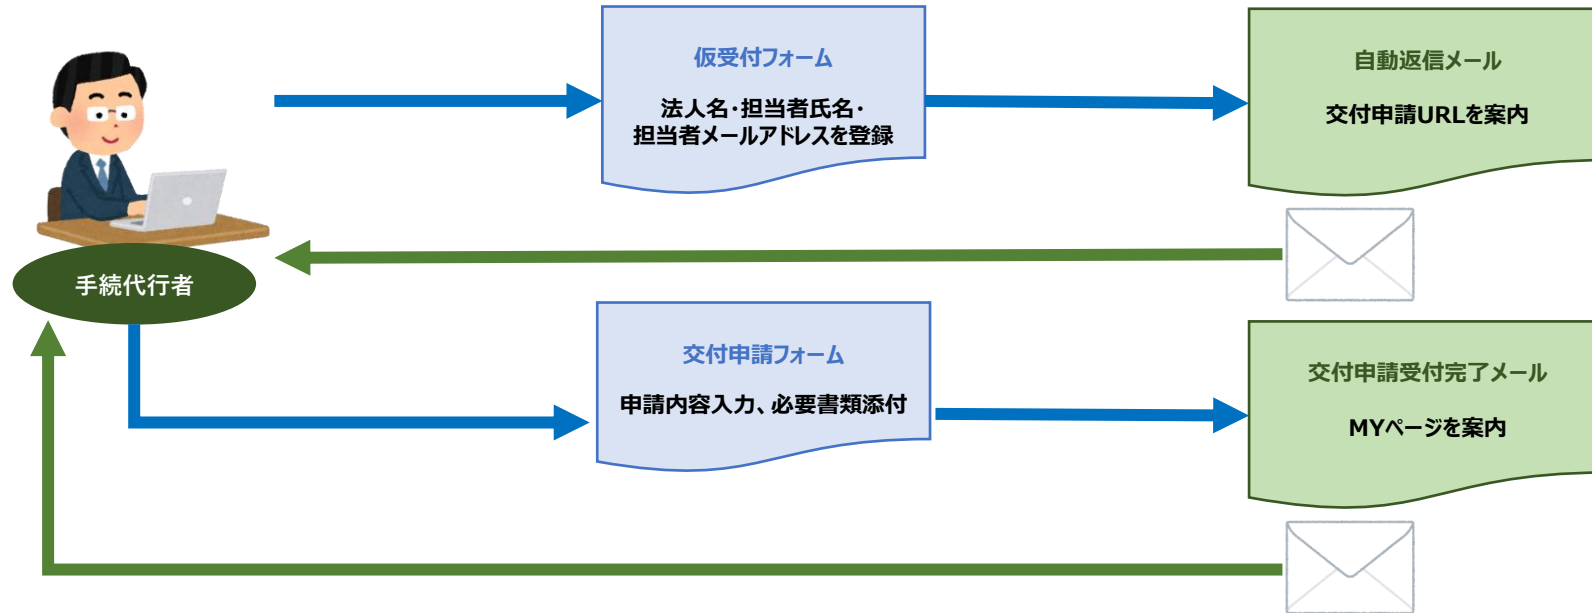 仮受付フォーム
法人名・担当者氏名・
担当者メールアドレスを登録
自動返信メール
交付申請URLを案内
手続代行者
交付申請フォーム
申請内容入力、必要書類添付
交付申請受付完了メール
MYページを案内